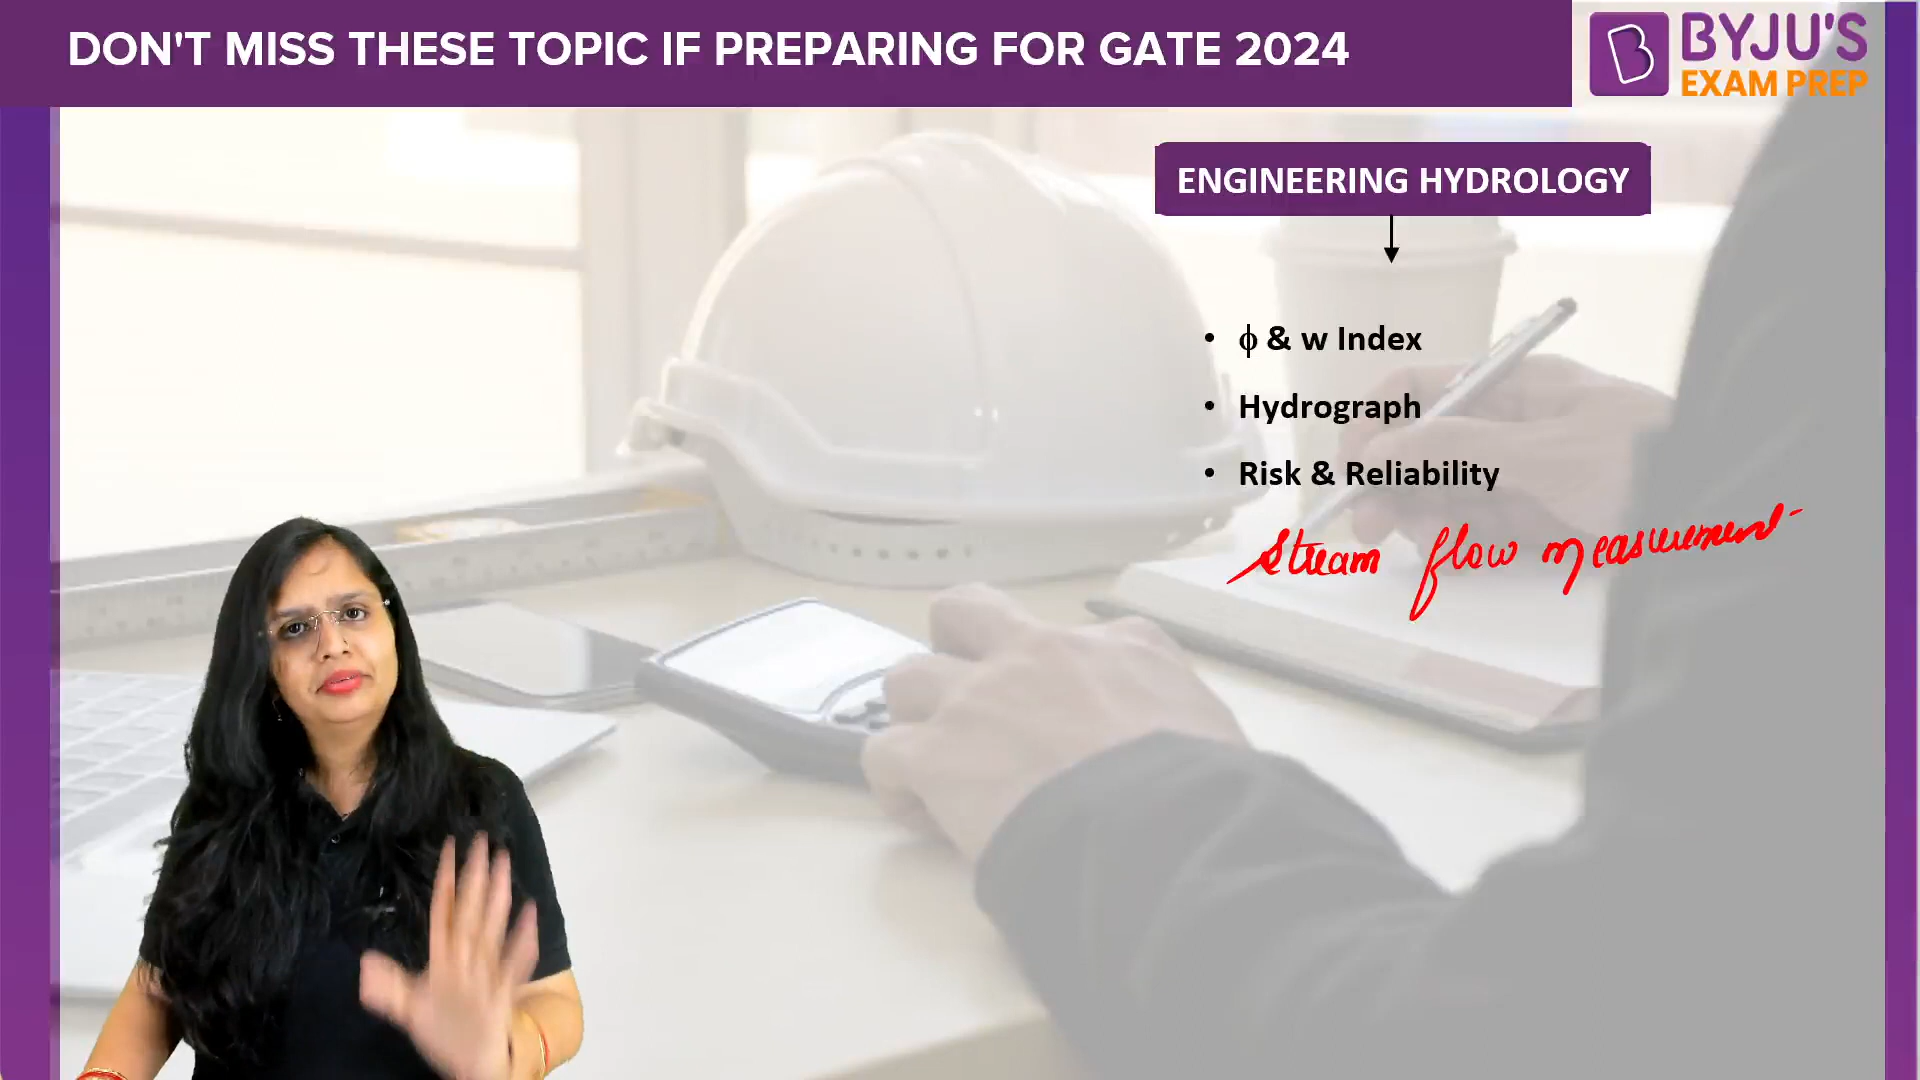 DON'T MISS THESE TOPIC IF PREPARING FOR GATE 2024
BYJU'S
EXAM PREP
ENGINEERING HYDROLOGY
• ϕ & w Index
• Hydrograph
• Risk & Reliability
Stream flow measurement